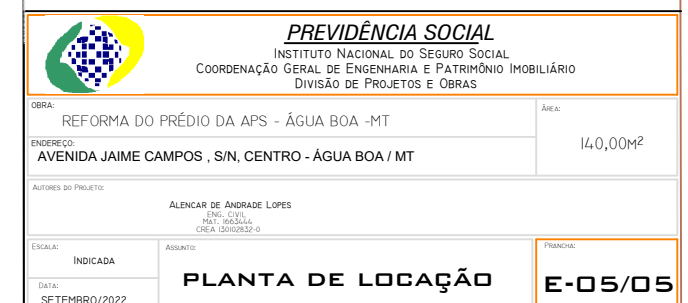 PREVIDÊNCIA SOCIAL
INSTITUTO NACIONAL DO SEGURO SOCIAL
COORDENAÇÃO GERAL DE ENGENHARIA E PATRIMÔNIO IMOBILIÁRIO
DIVISÃO DE PROJETOS E OBRAS
OBRA:
REFORMA DO PRÉDIO DA APS - ÁGUA BOA -MT
ÁREA:
140,00M²
ENDEREÇO:
AVENIDA JAIME CAMPOS , S/N, CENTRO - ÁGUA BOA / MT
AUTORES DO PROJETO:
ALENCAR DE ANDRADE LOPES
ENG. CIVIL
MAT. 1663444
CREA 130102832-0
ESCALA:
INDICADA
ASSUNTO:
PLANTA DE LOCAÇÃO
PRANCHA:
E-05/05
DATA:
SETEMBRO/2022